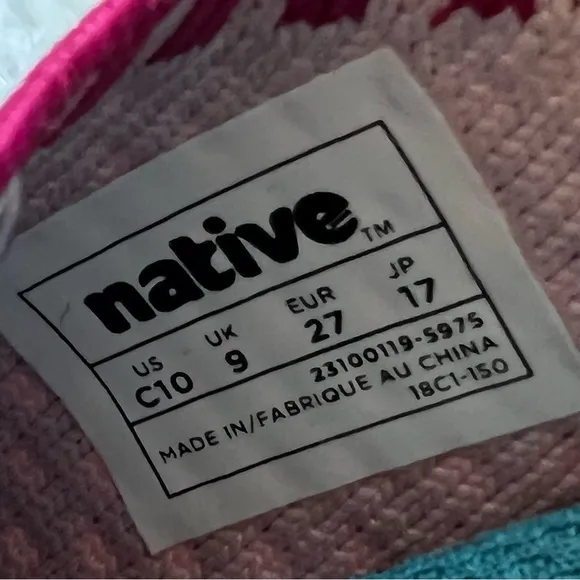 native™
US UK EUR JP
C10 9 27 17
23100119-5975
MADE IN/FABRIQUE AU CHINA
18C1-150